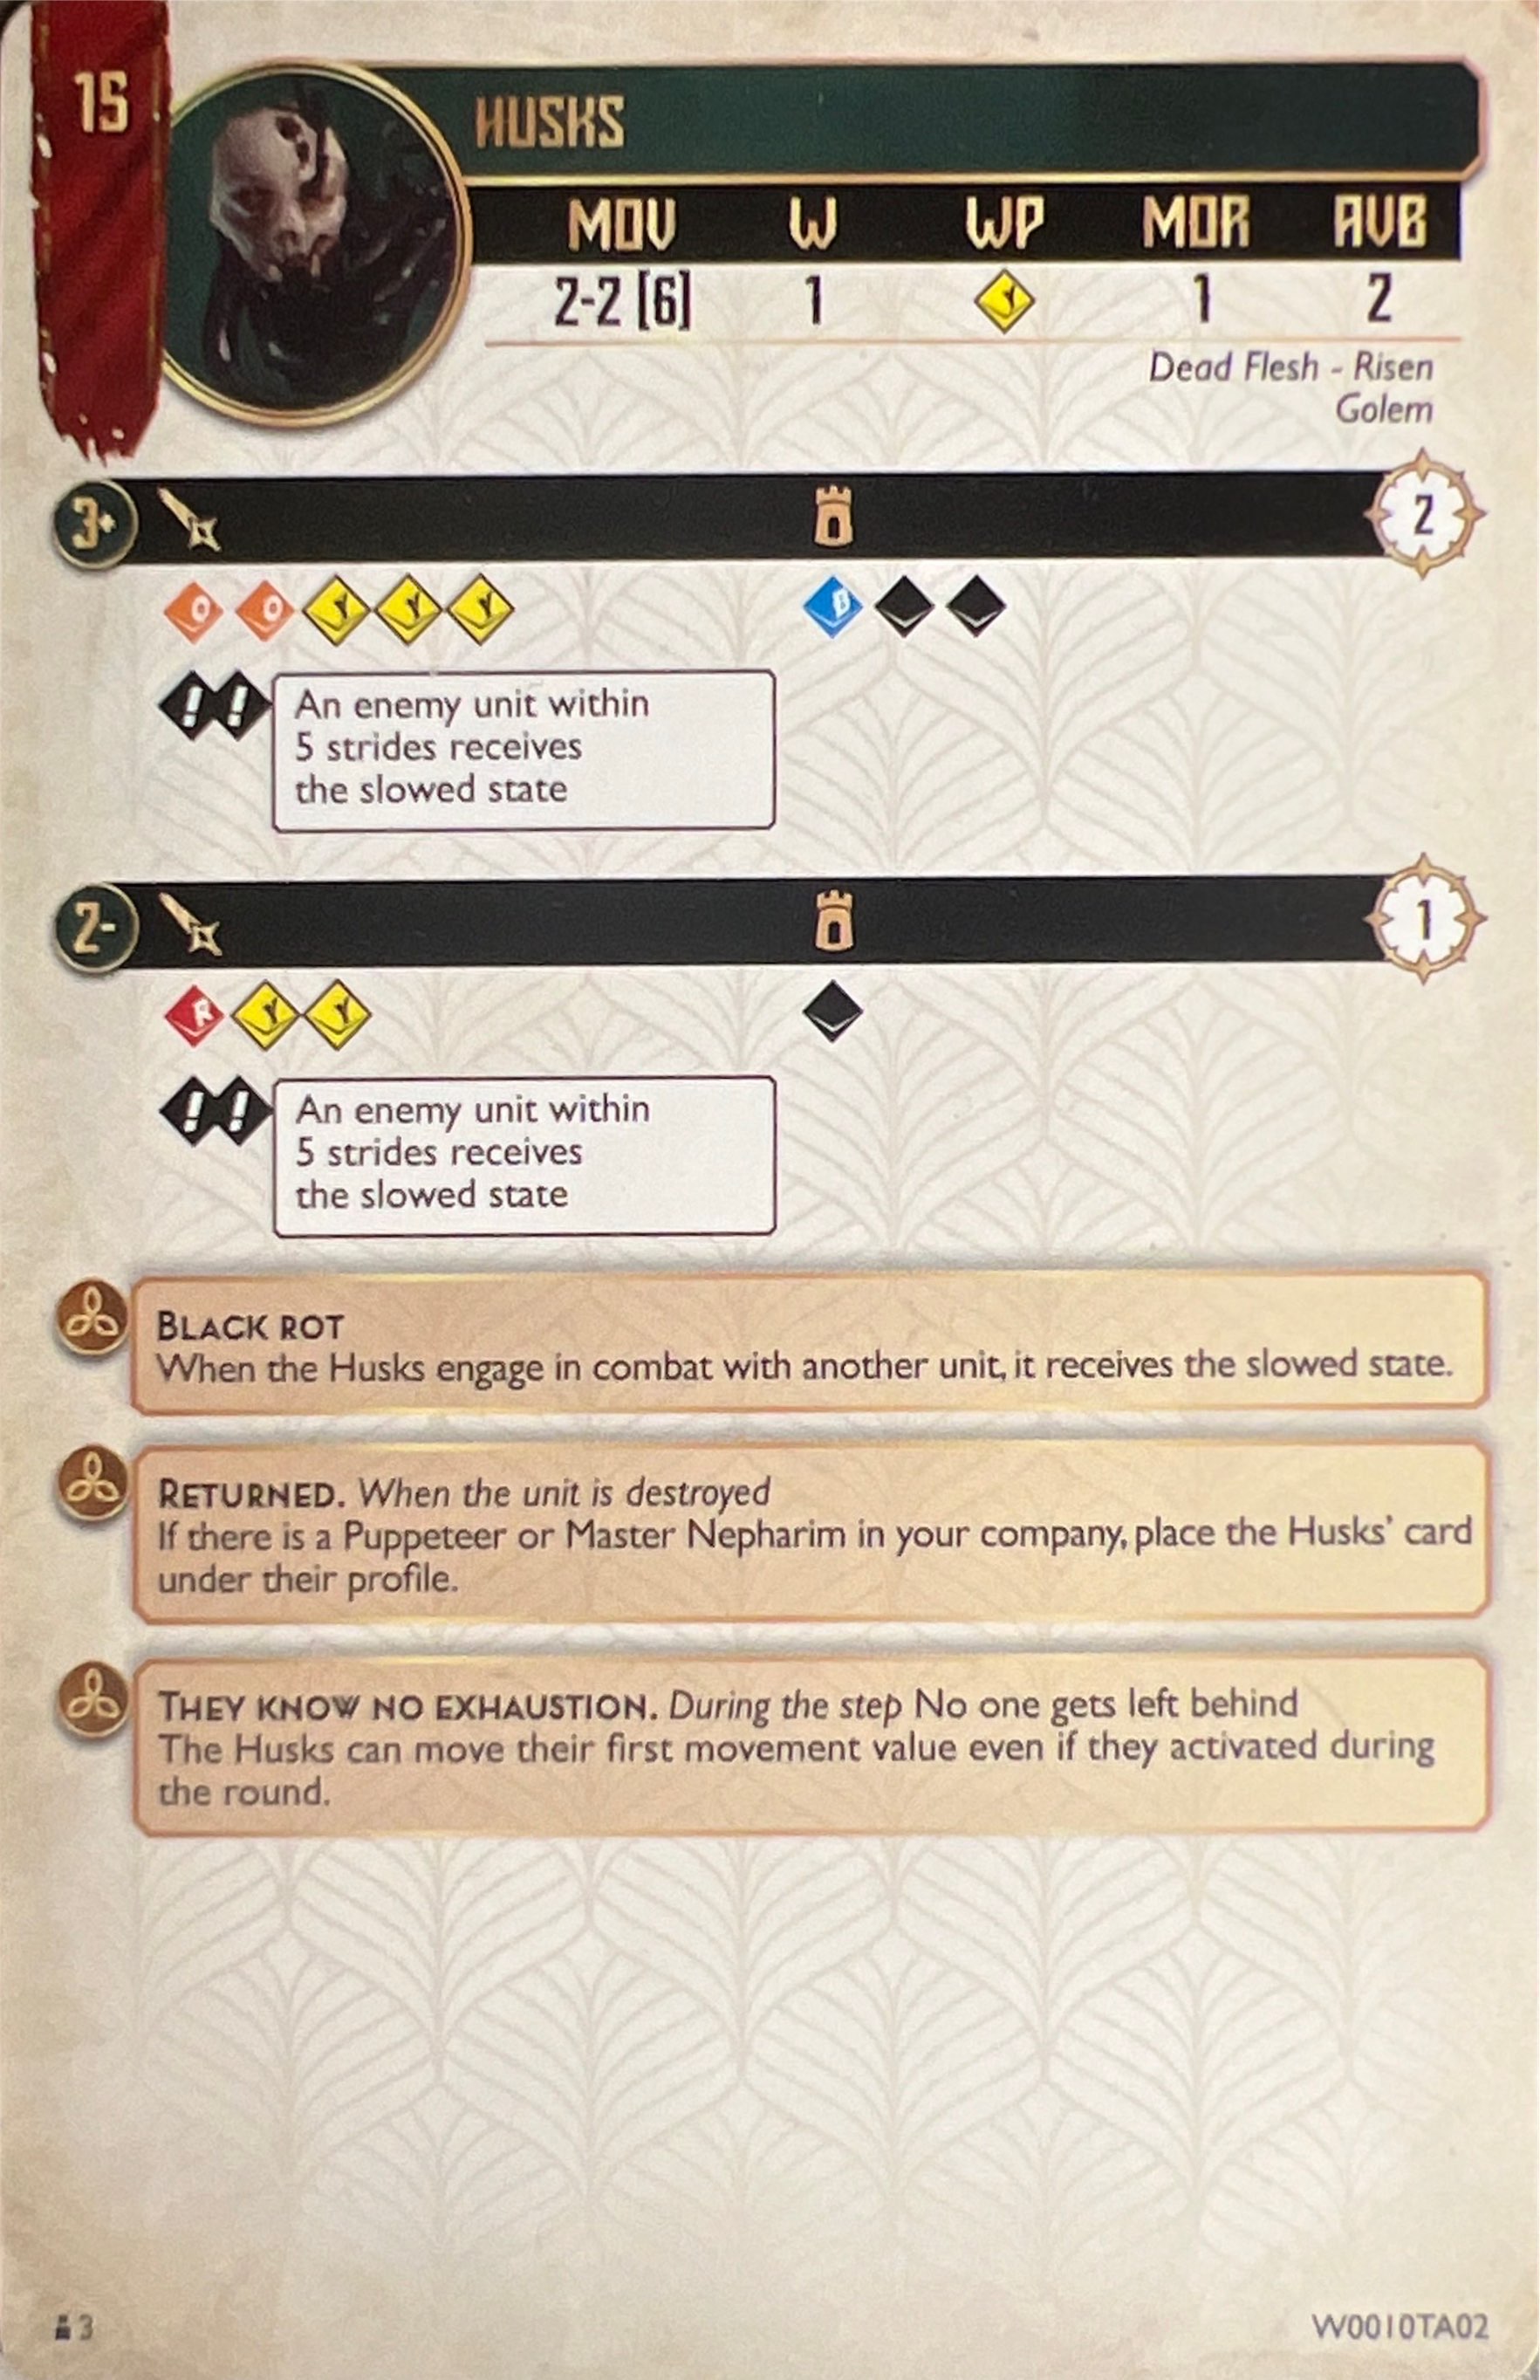 15
HUSKS
MOV W WP MOR AVB
2-2 [6] 1 Y 1 2
Dead Flesh - Risen
Golem
3+ 2
O O Y Y Y B
! ! An enemy unit within
5 strides receives
the slowed state
2- 1
R Y Y
! ! An enemy unit within
5 strides receives
the slowed state
BLACK ROT
When the Husks engage in combat with another unit, it receives the slowed state.
RETURNED. When the unit is destroyed
If there is a Puppeteer or Master Nepharim in your company, place the Husks’ card
under their profile.
THEY KNOW NO EXHAUSTION. During the step No one gets left behind
The Husks can move their first movement value even if they activated during
the round.
3 W0010TA02